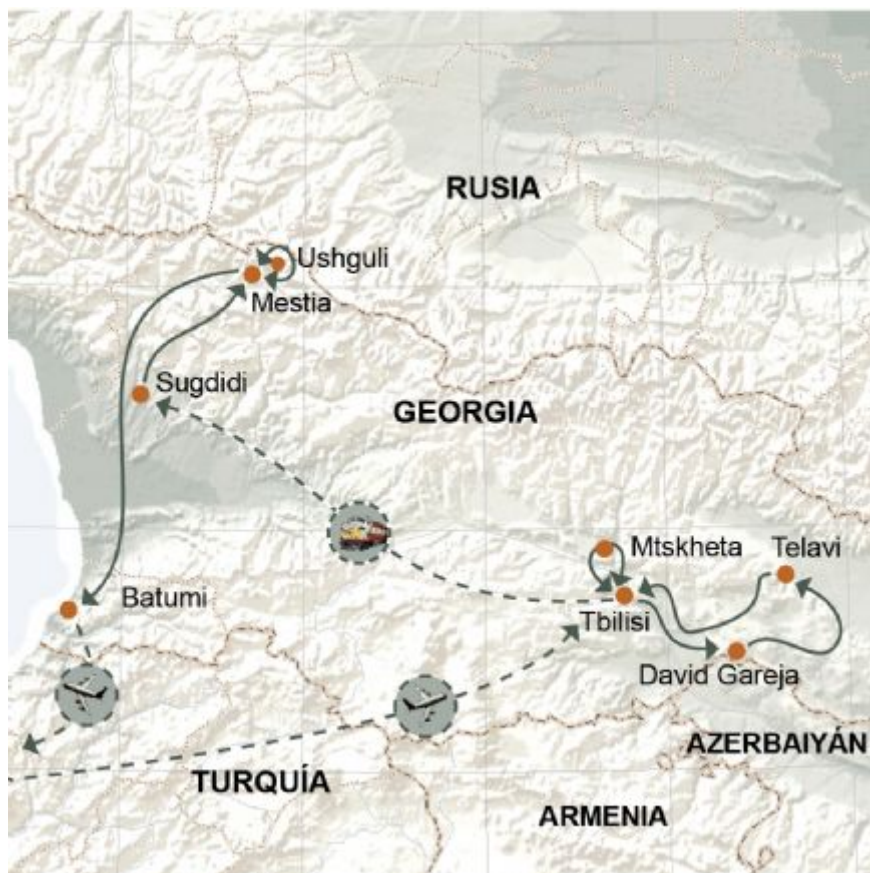 RUSIA
Ushguli
Mestia
Sugdidi
GEORGIA
Mtskheta
Telavi
Batumi
Tbilisi
David Gareja
AZERBAIYÁN
TURQUÍA
ARMENIA